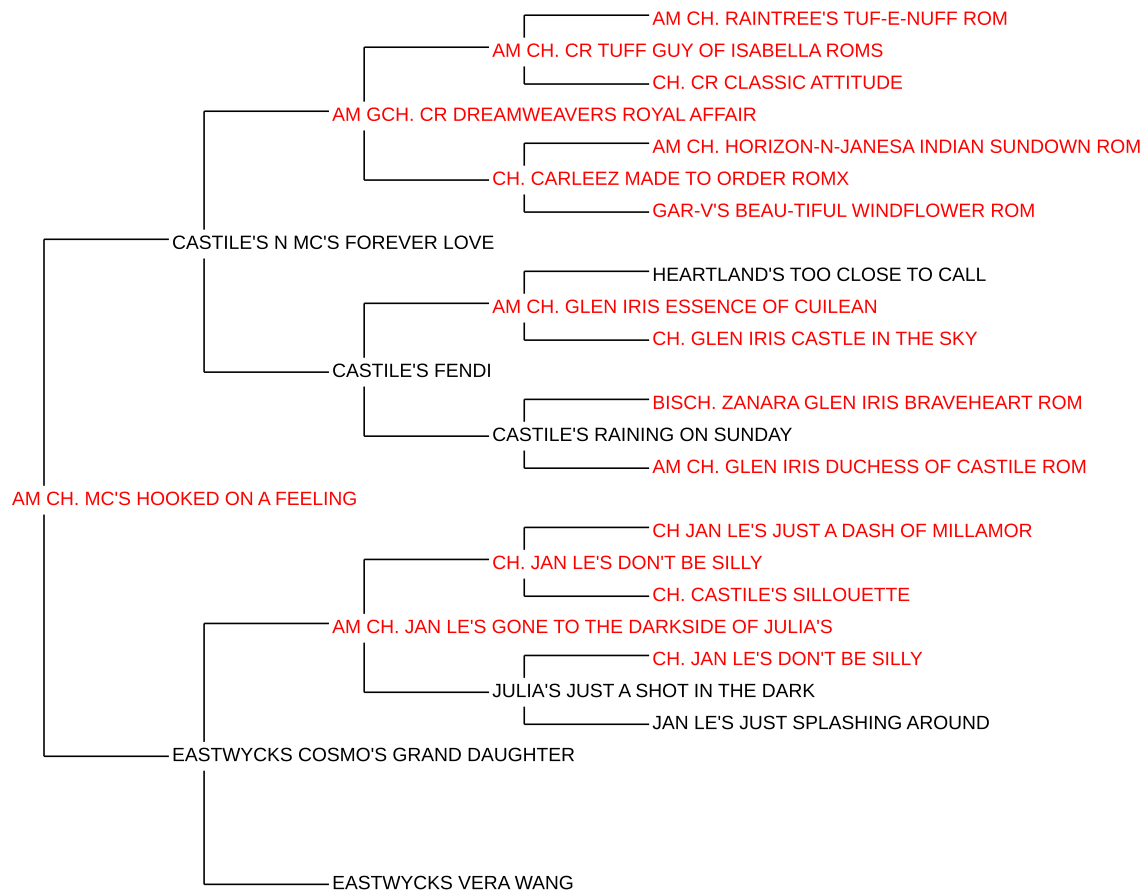 AM CH. RAINTREE'S TUF-E-NUFF ROM
AM CH. CR TUFF GUY OF ISABELLA ROMS
CH. CR CLASSIC ATTITUDE
AM GCH. CR DREAMWEAVERS ROYAL AFFAIR
AM CH. HORIZON-N-JANESA INDIAN SUNDOWN ROM
CH. CARLEEZ MADE TO ORDER ROMX
GAR-V'S BEAU-TIFUL WINDFLOWER ROM
CASTILE'S N MC'S FOREVER LOVE
HEARTLAND'S TOO CLOSE TO CALL
AM CH. GLEN IRIS ESSENCE OF CUILEAN
CH. GLEN IRIS CASTLE IN THE SKY
CASTILE'S FENDI
BISCH. ZANARA GLEN IRIS BRAVEHEART ROM
CASTILE'S RAINING ON SUNDAY
AM CH. GLEN IRIS DUCHESS OF CASTILE ROM
AM CH. MC'S HOOKED ON A FEELING
CH JAN LE'S JUST A DASH OF MILLAMOR
CH. JAN LE'S DON'T BE SILLY
CH. CASTILE'S SILLOUETTE
AM CH. JAN LE'S GONE TO THE DARKSIDE OF JULIA'S
CH. JAN LE'S DON'T BE SILLY
JULIA'S JUST A SHOT IN THE DARK
JAN LE'S JUST SPLASHING AROUND
EASTWYCKS COSMO'S GRAND DAUGHTER
EASTWYCKS VERA WANG